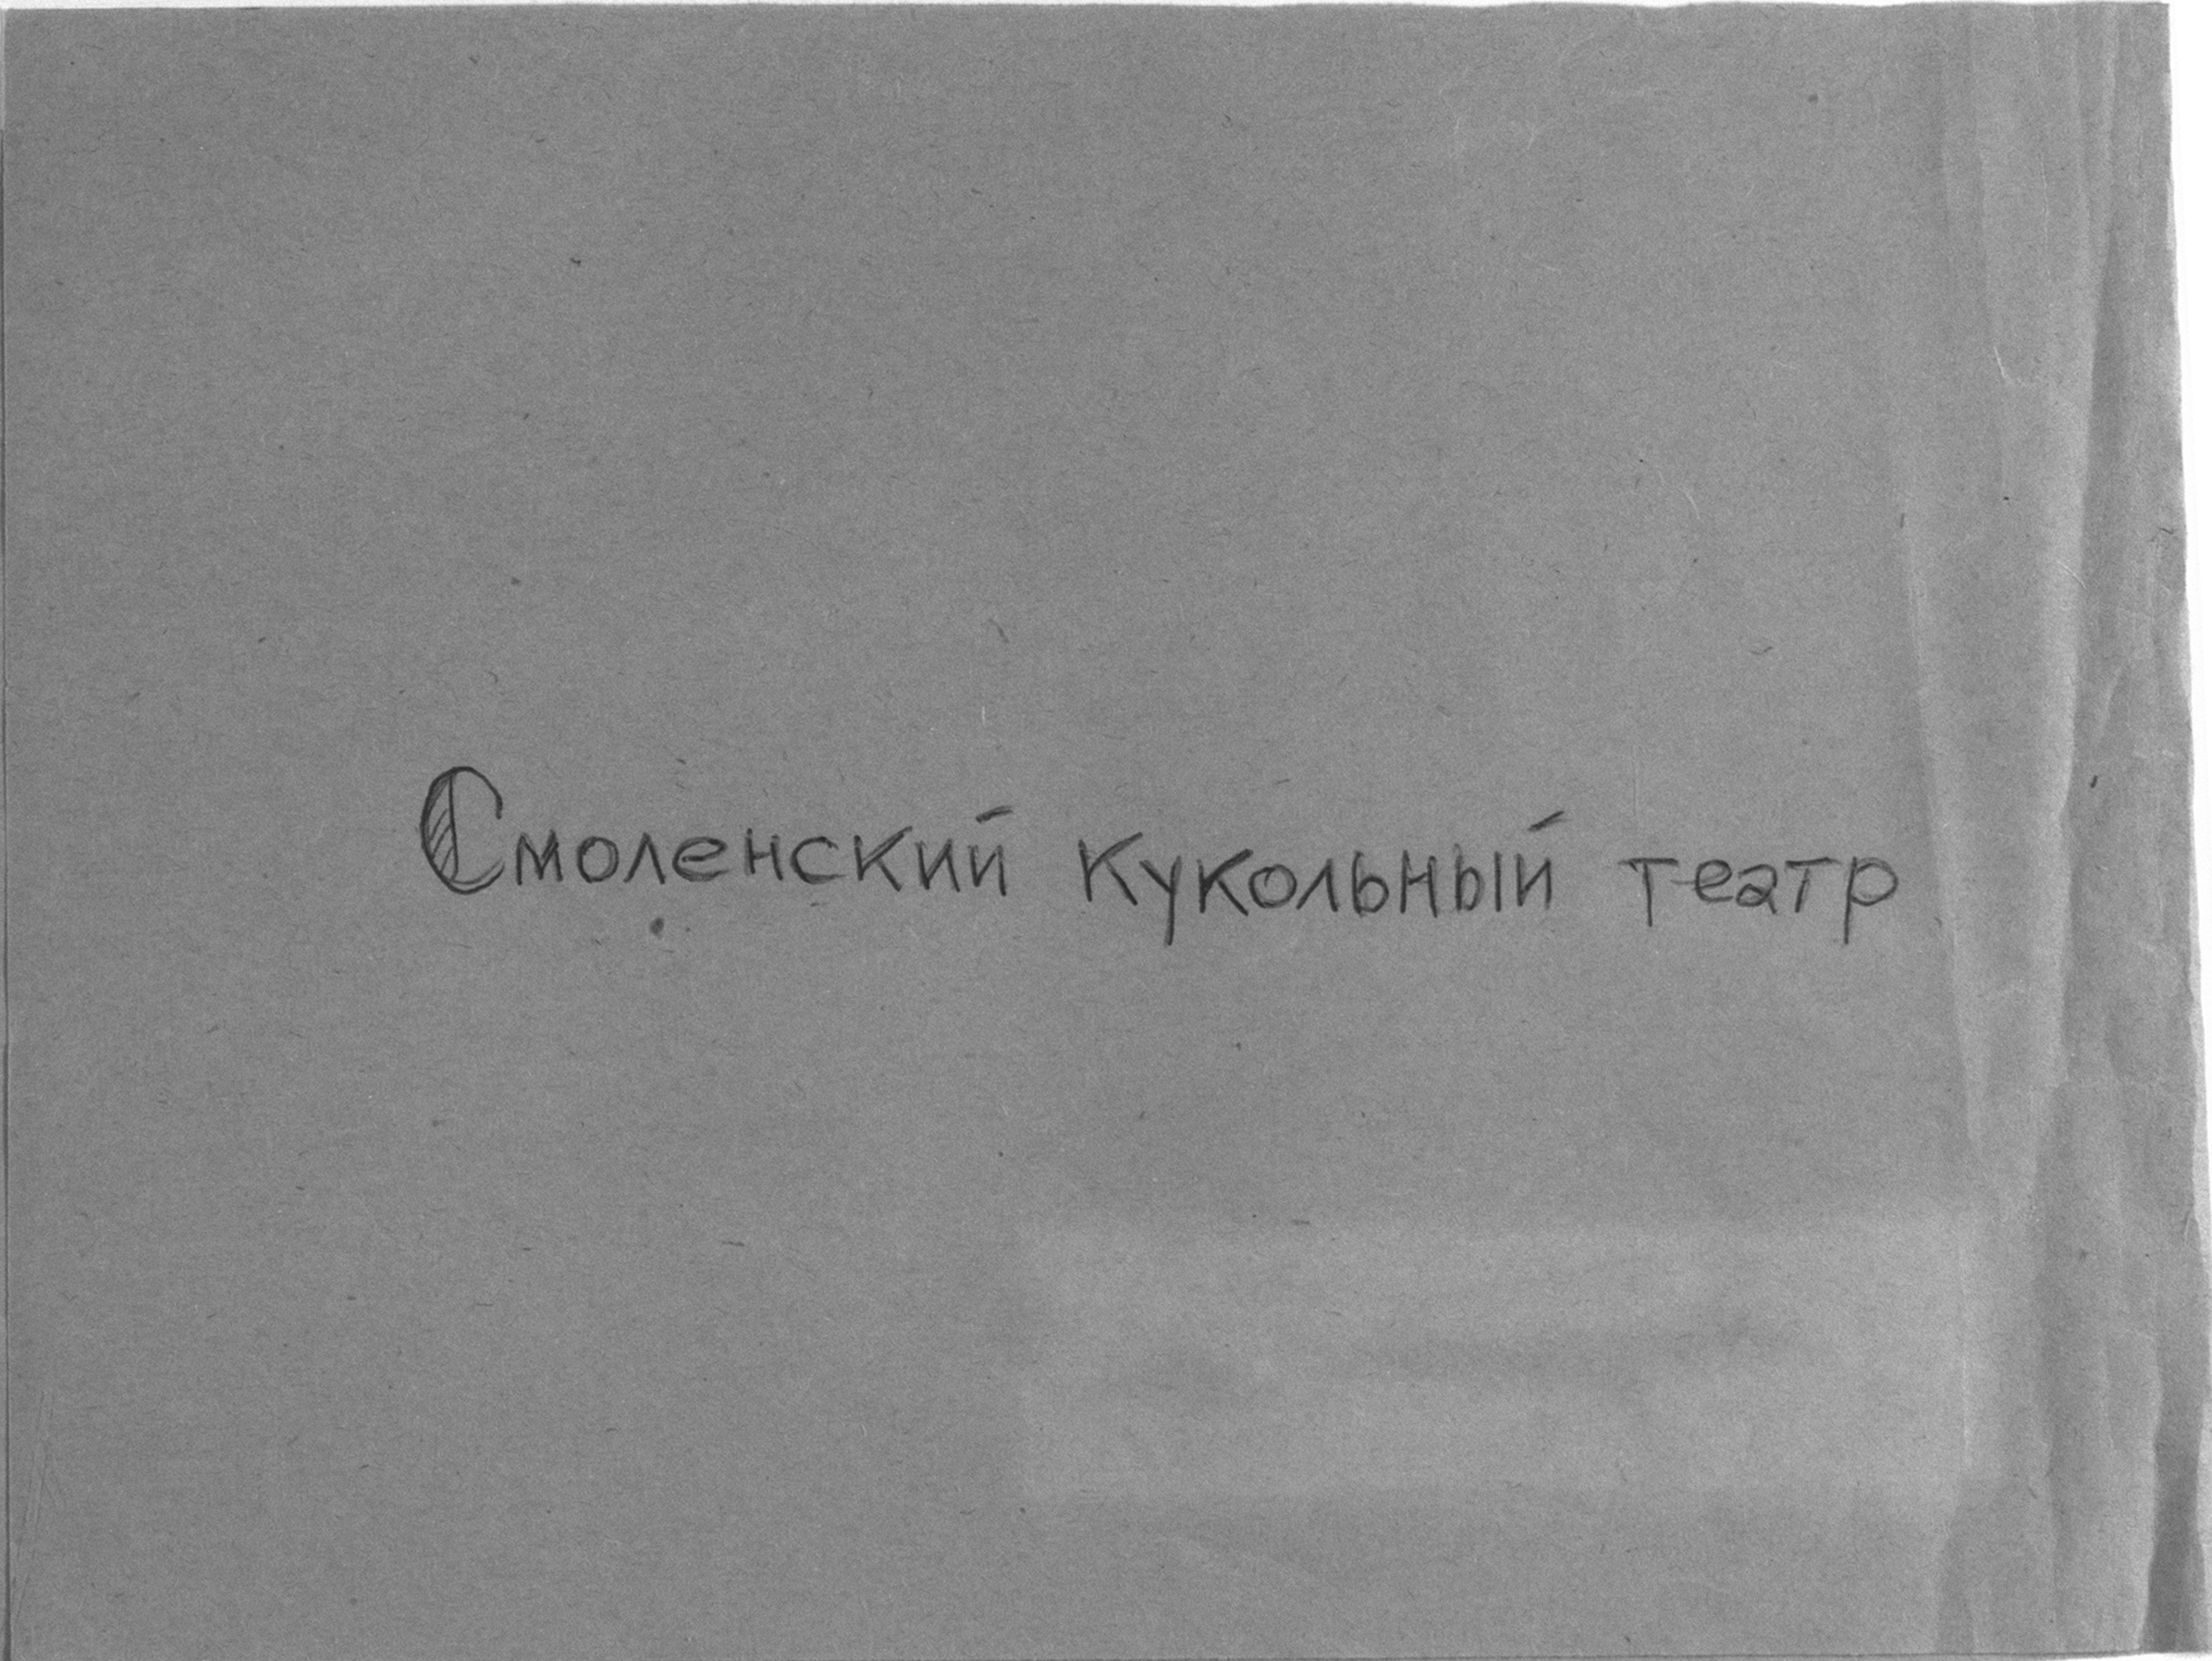 Смоленский кукольный театр